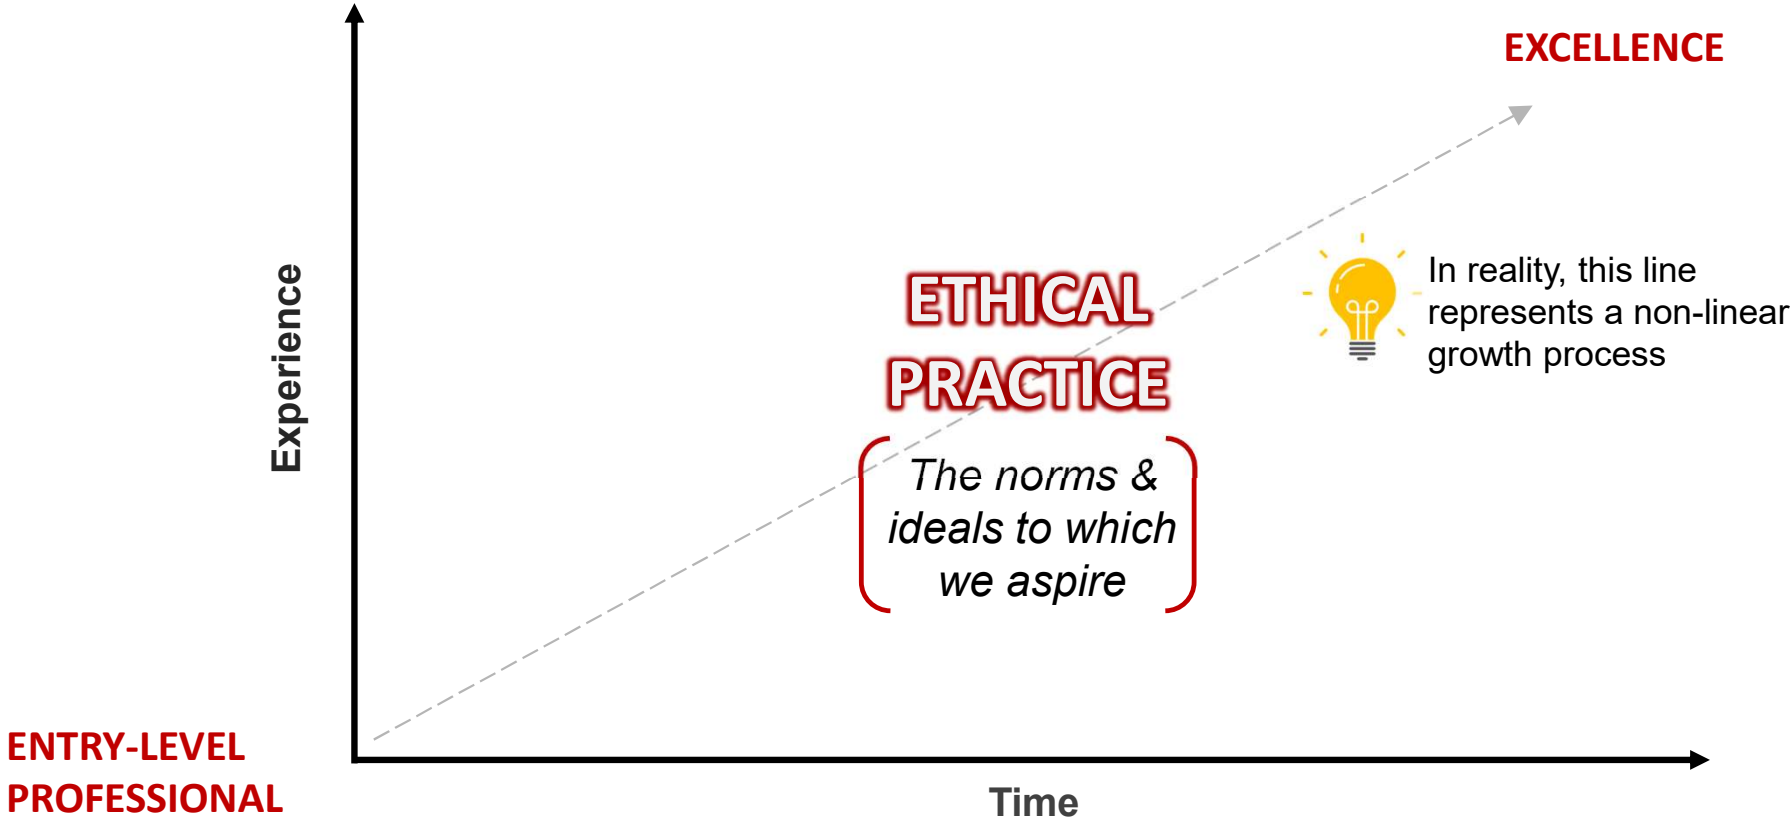 EXCELLENCE
ETHICAL
PRACTICE
The norms &
ideals to which
we aspire
In reality, this line
represents a non-linear
growth process
Experience
ENTRY-LEVEL
PROFESSIONAL
Time